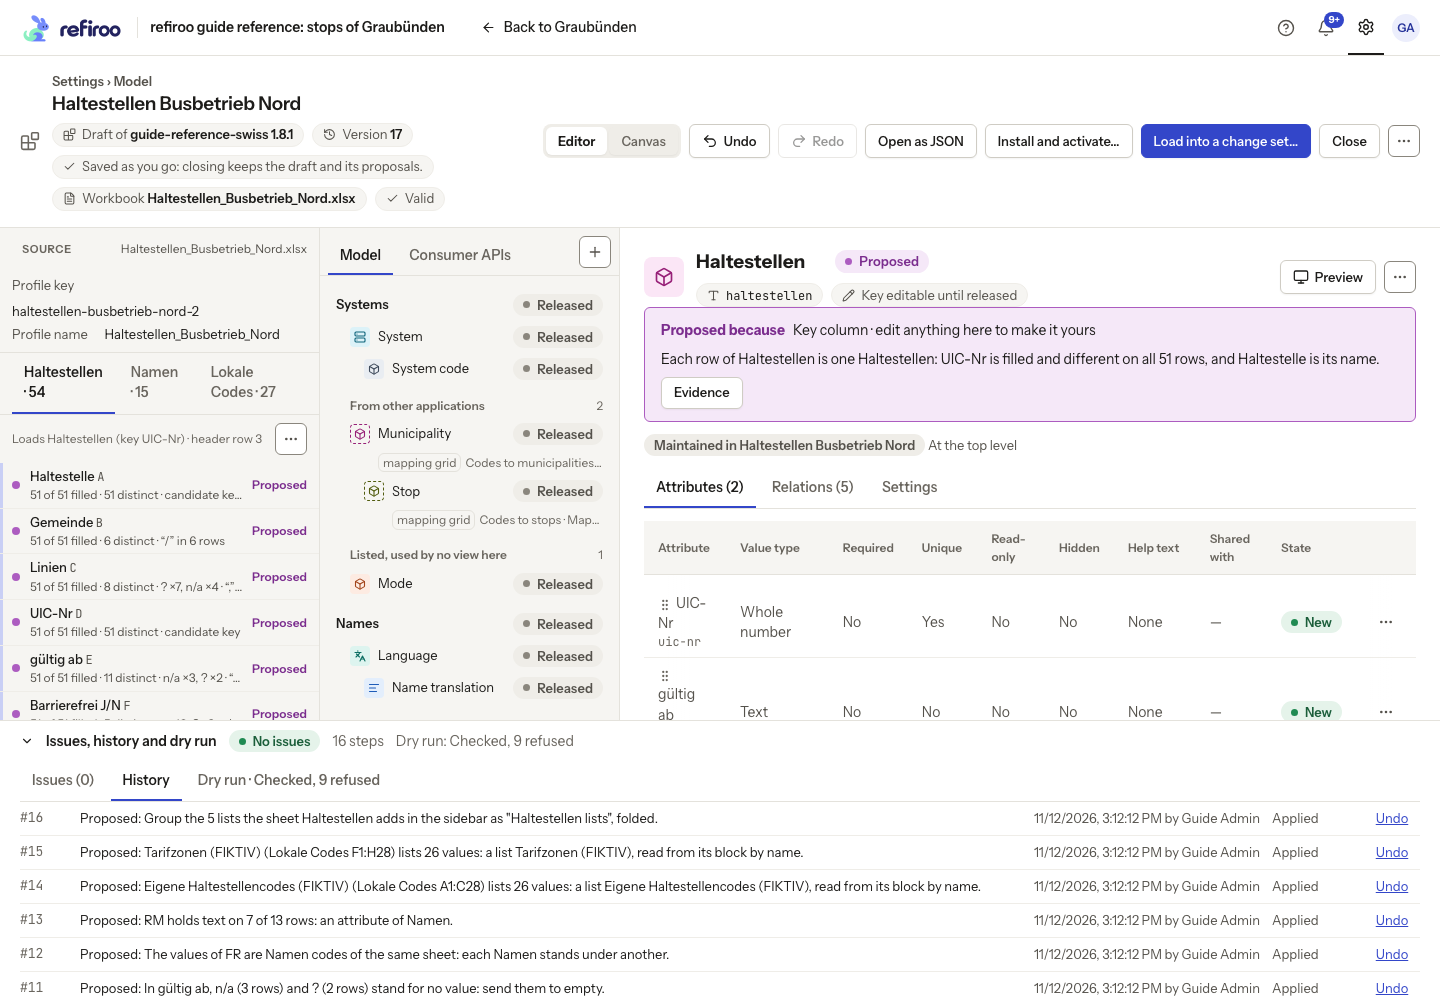 refiroo
refiroo guide reference: stops of Graubünden
← Back to Graubünden
9+
GA
Settings › Model
Haltestellen Busbetrieb Nord
Draft of guide-reference-swiss 1.8.1
Version 17
Saved as you go: closing keeps the draft and its proposals.
Workbook Haltestellen_Busbetrieb_Nord.xlsx
Valid
Editor
Canvas
Undo
Redo
Open as JSON
Install and activate...
Load into a change set...
Close
SOURCE
Haltestellen_Busbetrieb_Nord.xlsx
Profile key
haltestellen-busbetrieb-nord-2
Profile name Haltestellen_Busbetrieb_Nord
Haltestellen · 54
Namen · 15
Lokale Codes · 27
Loads Haltestellen (key UIC-Nr) · header row 3
Haltestelle A
51 of 51 filled · 51 distinct · candidate ke...
Proposed
Gemeinde B
51 of 51 filled · 6 distinct · “/” in 6 rows
Proposed
Linien C
51 of 51 filled · 8 distinct · ? ×7, n/a ×4 · “,”...
Proposed
UIC-Nr D
51 of 51 filled · 51 distinct · candidate key
Proposed
gültig ab E
51 of 51 filled · 11 distinct · n/a ×3, ? ×2 · “...
Proposed
Barrierefrei J/N F
Proposed
Model
Consumer APIs
Systems Released
System Released
System code Released
From other applications 2
Municipality Released
mapping grid Codes to municipalities...
Stop Released
mapping grid Codes to stops · Map...
Listed, used by no view here 1
Mode Released
Names Released
Language Released
Name translation Released
Haltestellen
Proposed
haltestellen
Key editable until released
Preview
Proposed because Key column · edit anything here to make it yours
Each row of Haltestellen is one Haltestellen: UIC-Nr is filled and different on all 51 rows, and Haltestelle is its name.
Evidence
Maintained in Haltestellen Busbetrieb Nord At the top level
Attributes (2)
Relations (5)
Settings
Attribute Value type Required Unique Read-only Hidden Help text Shared with State
UIC-Nr uic-nr Whole number No Yes No No None — New
gültig ab Text No No No No None — New
Issues, history and dry run
No issues
16 steps
Dry run: Checked, 9 refused
Issues (0)
History
Dry run · Checked, 9 refused
#16 Proposed: Group the 5 lists the sheet Haltestellen adds in the sidebar as "Haltestellen lists", folded. 11/12/2026, 3:12:12 PM by Guide Admin Applied Undo
#15 Proposed: Tarifzonen (FIKTIV) (Lokale Codes F1:H28) lists 26 values: a list Tarifzonen (FIKTIV), read from its block by name. 11/12/2026, 3:12:12 PM by Guide Admin Applied Undo
#14 Proposed: Eigene Haltestellencodes (FIKTIV) (Lokale Codes A1:C28) lists 26 values: a list Eigene Haltestellencodes (FIKTIV), read from its block by name. 11/12/2026, 3:12:12 PM by Guide Admin Applied Undo
#13 Proposed: RM holds text on 7 of 13 rows: an attribute of Namen. 11/12/2026, 3:12:12 PM by Guide Admin Applied Undo
#12 Proposed: The values of FR are Namen codes of the same sheet: each Namen stands under another. 11/12/2026, 3:12:12 PM by Guide Admin Applied Undo
#11 Proposed: In gültig ab, n/a (3 rows) and ? (2 rows) stand for no value: send them to empty. 11/12/2026, 3:12:12 PM by Guide Admin Applied Undo